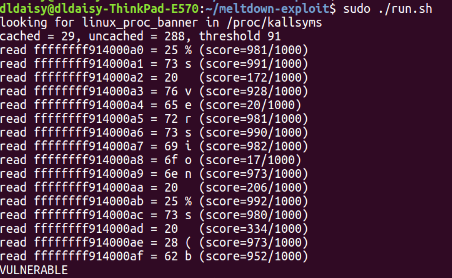 dldaisy@dldaisy-ThinkPad-E570:~/meltdown-exploit$ sudo ./run.sh
looking for linux_proc_banner in /proc/kallsyms
cached = 29, uncached = 288, threshold 91
read ffffffff914000a0 = 25 % (score=981/1000)
read ffffffff914000a1 = 73 s (score=991/1000)
read ffffffff914000a2 = 20   (score=172/1000)
read ffffffff914000a3 = 76 v (score=928/1000)
read ffffffff914000a4 = 65 e (score=20/1000)
read ffffffff914000a5 = 72 r (score=981/1000)
read ffffffff914000a6 = 73 s (score=990/1000)
read ffffffff914000a7 = 69 i (score=982/1000)
read ffffffff914000a8 = 6f o (score=17/1000)
read ffffffff914000a9 = 6e n (score=973/1000)
read ffffffff914000aa = 20   (score=206/1000)
read ffffffff914000ab = 25 % (score=992/1000)
read ffffffff914000ac = 73 s (score=980/1000)
read ffffffff914000ad = 20   (score=334/1000)
read ffffffff914000ae = 28 ( (score=973/1000)
read ffffffff914000af = 62 b (score=952/1000)
VULNERABLE